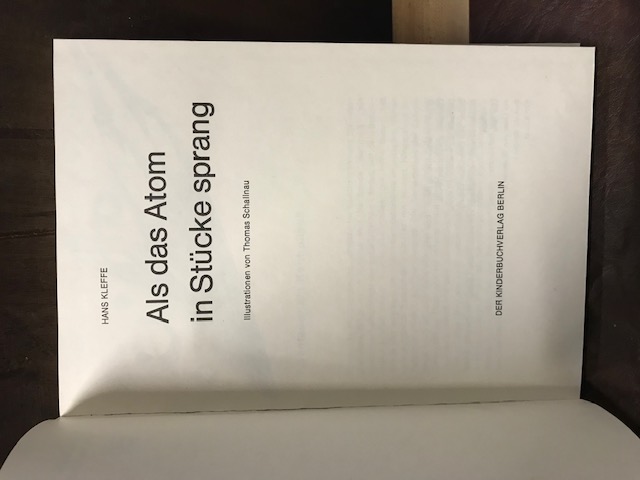 HANS KLEFFE
Als das Atom
in Stücke sprang
Illustrationen von Thomas Schallnau
DER KINDERBUCHVERLAG BERLIN